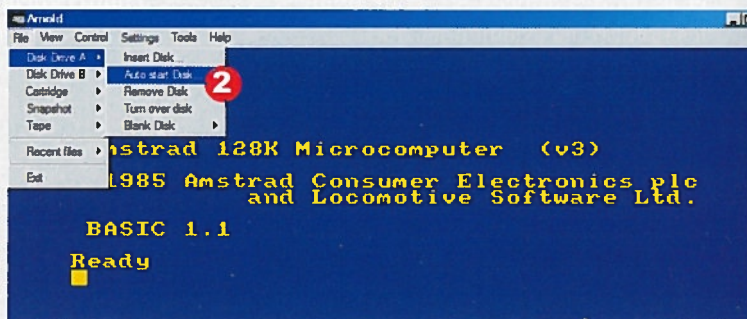 Arnold
File View Control Settings Tools Help
Disk Drive A
Disk Drive B
Cartridge
Snapshot
Tape
Recent files
Exit
Insert Disk...
Auto start Disk...
Remove Disk
Turn over disk
Blank Disk
2
mstrad 128K Microcomputer (v3)
1985 Amstrad Consumer Electronics plc
and Locomotive Software Ltd.
BASIC 1.1
Ready